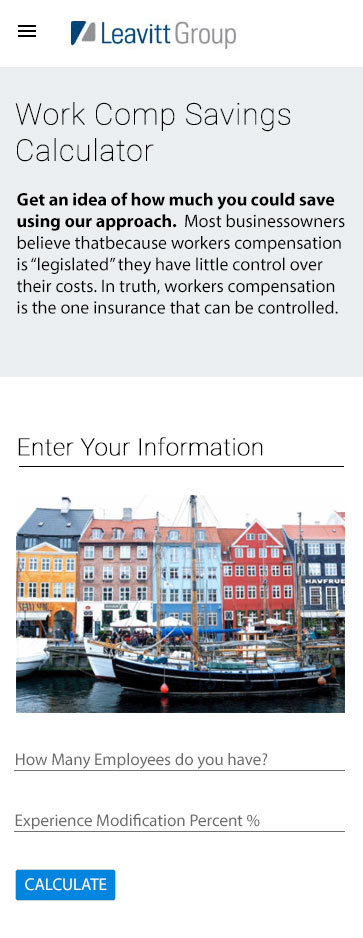 Leavitt Group
Work Comp Savings
Calculator
Get an idea of how much you could save
using our approach. Most businessowners
believe thatbecause workers compensation
is “legislated” they have little control over
their costs. In truth, workers compensation
is the one insurance that can be controlled.
Enter Your Information
HAVFRUE
How Many Employees do you have?
Experience Modification Percent %
CALCULATE